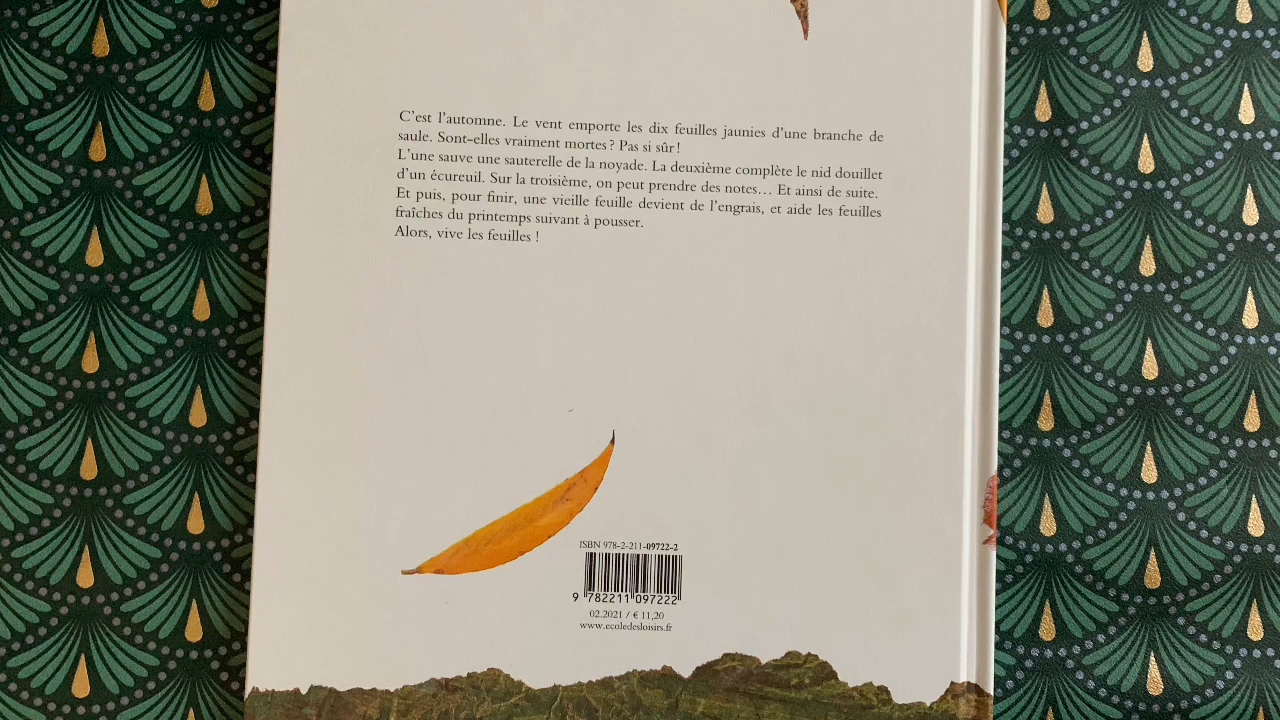 C'est l'automne. Le vent emporte les dix feuilles jaunies d'une branche de
saule. Sont-elles vraiment mortes ? Pas si sûr !
L'une sauve une sauterelle de la noyade. La deuxième complète le nid douillet
d'un écureuil. Sur la troisième, on peut prendre des notes... Et ainsi de suite.
Et puis, pour finir, une vieille feuille devient de l'engrais, et aide les feuilles
fraîches du printemps suivant à pousser.
Alors, vive les feuilles !
ISBN 978-2-211-09722-2
9 782211 097222
02.2021 / € 11,20
www.ecoledesloisirs.fr